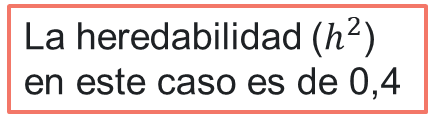 La heredabilidad (h²)
en este caso es de 0,4